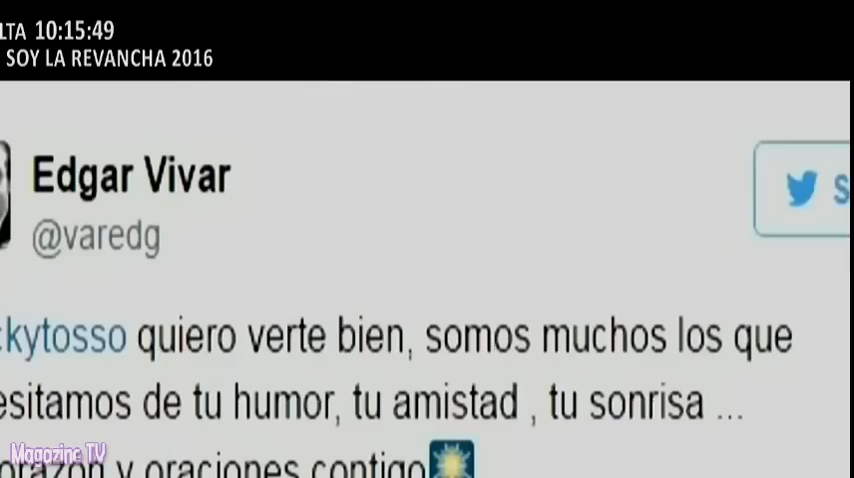 LTA 10:15:49
SOY LA REVANCHA 2016
Edgar Vivar
@varedg
S
ckytosso quiero verte bien, somos muchos los que
esitamos de tu humor, tu amistad , tu sonrisa ...
orazón y oraciones contigo
Magazine TV